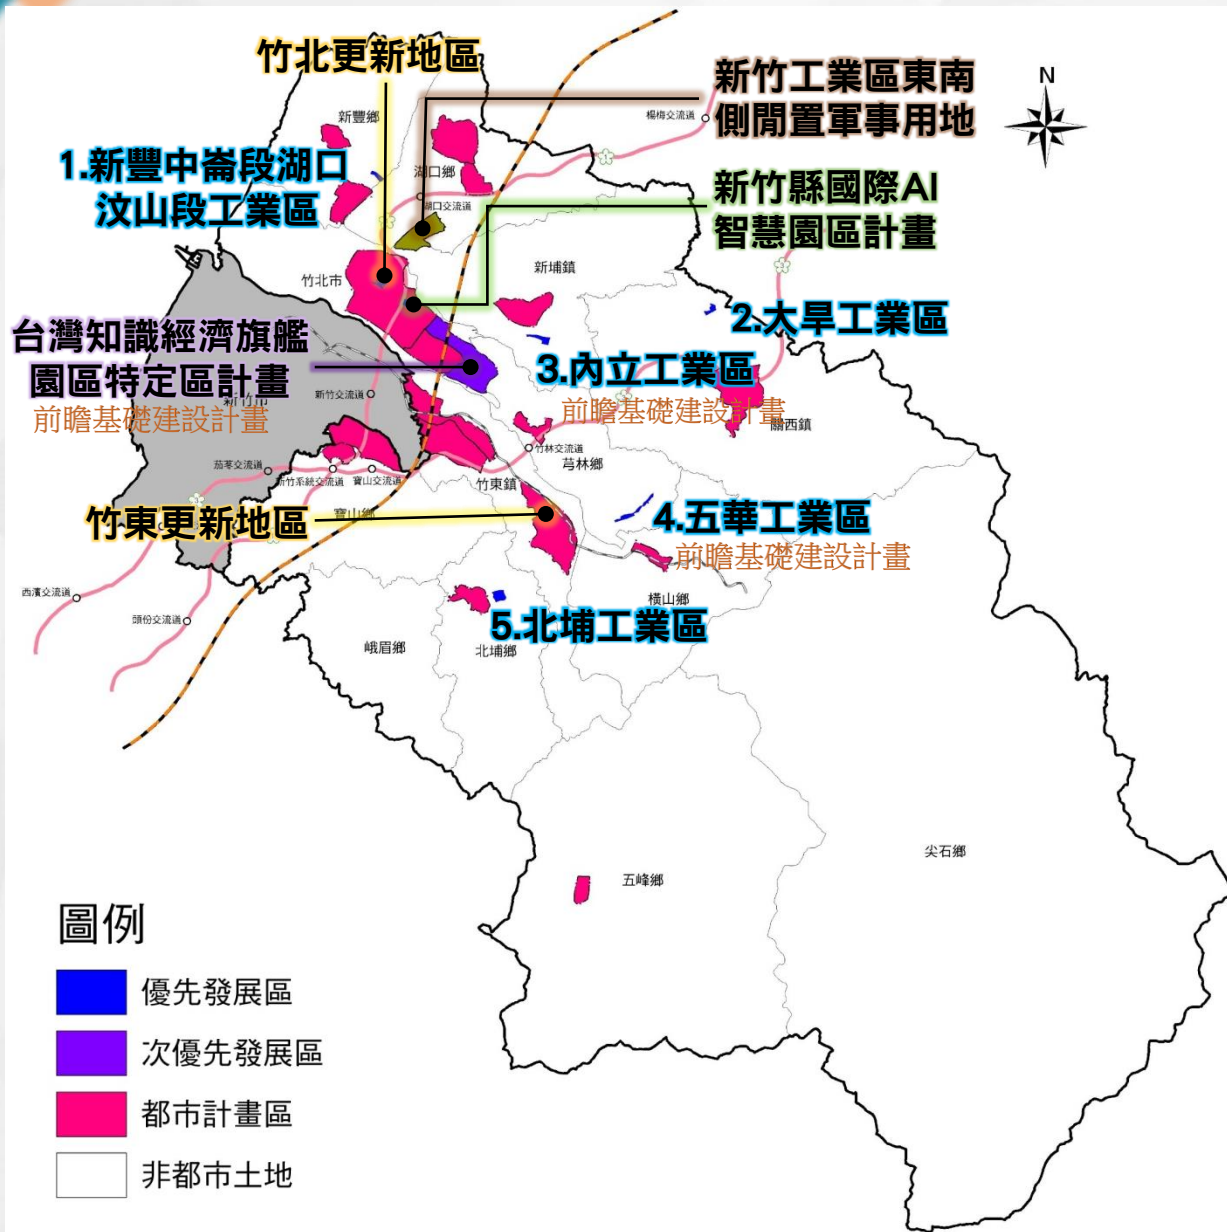 竹北更新地區
新竹工業區東南
側閒置軍事用地
N
楊梅交流道
新豐鄉
1.新豐中崙段湖口
汶山段工業區
湖口鄉
湖口交流道
新竹縣國際AI
智慧園區計畫
竹北市
新埔鎮
2.大旱工業區
台灣知識經濟旗艦
園區特定區計畫
前瞻基礎建設計畫
新竹市
新竹交流道
3.內立工業區
前瞻基礎建設計畫
關西鎮
竹林交流道
芎林鄉
茄苳交流道
新竹系統交流道
寶山交流道
竹東鎮
竹東更新地區
寶山鄉
4.五華工業區
前瞻基礎建設計畫
西濱交流道
頭份交流道
橫山鄉
5.北埔工業區
峨眉鄉
北埔鄉
尖石鄉
五峰鄉
圖例
優先發展區
次優先發展區
都市計畫區
非都市土地